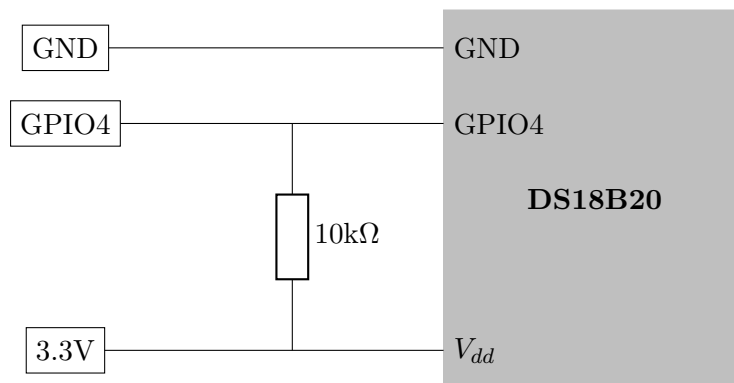 GND GND
GPIO4 GPIO4
DS18B20
10kΩ
3.3V V_dd